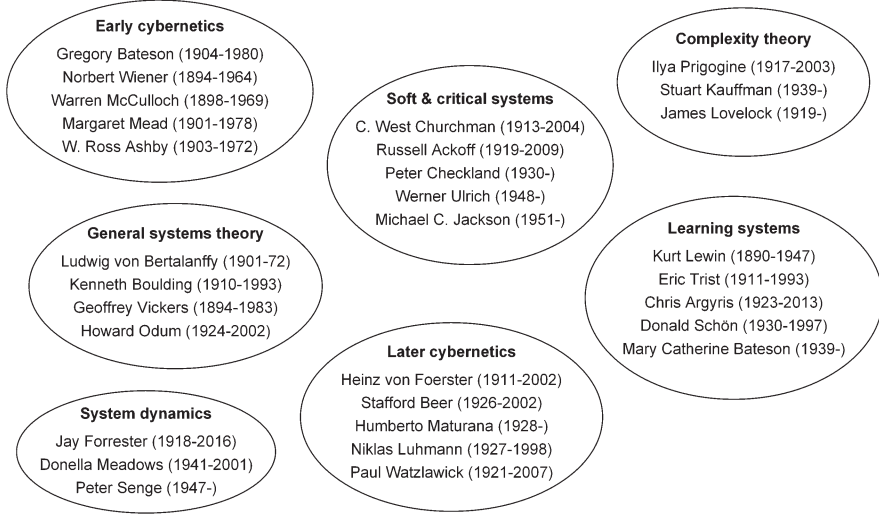 Early cybernetics
Gregory Bateson (1904-1980)
Norbert Wiener (1894-1964)
Warren McCulloch (1898-1969)
Margaret Mead (1901-1978)
W. Ross Ashby (1903-1972)
General systems theory
Ludwig von Bertalanffy (1901-72)
Kenneth Boulding (1910-1993)
Geoffrey Vickers (1894-1983)
Howard Odum (1924-2002)
System dynamics
Jay Forrester (1918-2016)
Donella Meadows (1941-2001)
Peter Senge (1947-)
Soft & critical systems
C. West Churchman (1913-2004)
Russell Ackoff (1919-2009)
Peter Checkland (1930-)
Werner Ulrich (1948-)
Michael C. Jackson (1951-)
Later cybernetics
Heinz von Foerster (1911-2002)
Stafford Beer (1926-2002)
Humberto Maturana (1928-)
Niklas Luhmann (1927-1998)
Paul Watzlawick (1921-2007)
Complexity theory
Ilya Prigogine (1917-2003)
Stuart Kauffman (1939-)
James Lovelock (1919-)
Learning systems
Kurt Lewin (1890-1947)
Eric Trist (1911-1993)
Chris Argyris (1923-2013)
Donald Schön (1930-1997)
Mary Catherine Bateson (1939-)